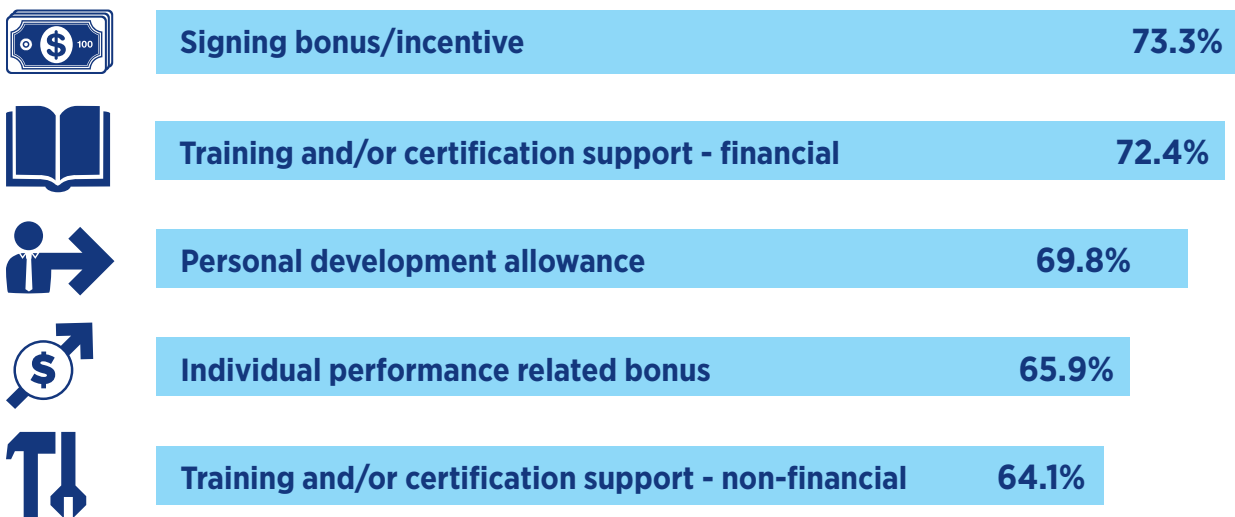 $ 100
Signing bonus/incentive 73.3%
Training and/or certification support - financial 72.4%
Personal development allowance 69.8%
$
Individual performance related bonus 65.9%
Training and/or certification support - non-financial 64.1%